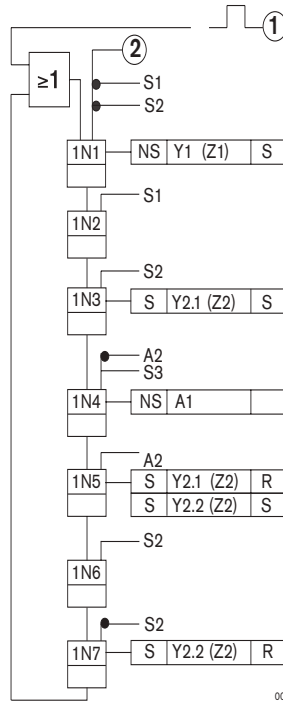 ①
②
≥1
S1
S2
1N1 NS Y1 (Z1) S
S1
1N2
S2
1N3 S Y2.1 (Z2) S
A2
S3
1N4 NS A1
A2
1N5 S Y2.1 (Z2) R
S Y2.2 (Z2) S
S2
1N6
S2
1N7 S Y2.2 (Z2) R